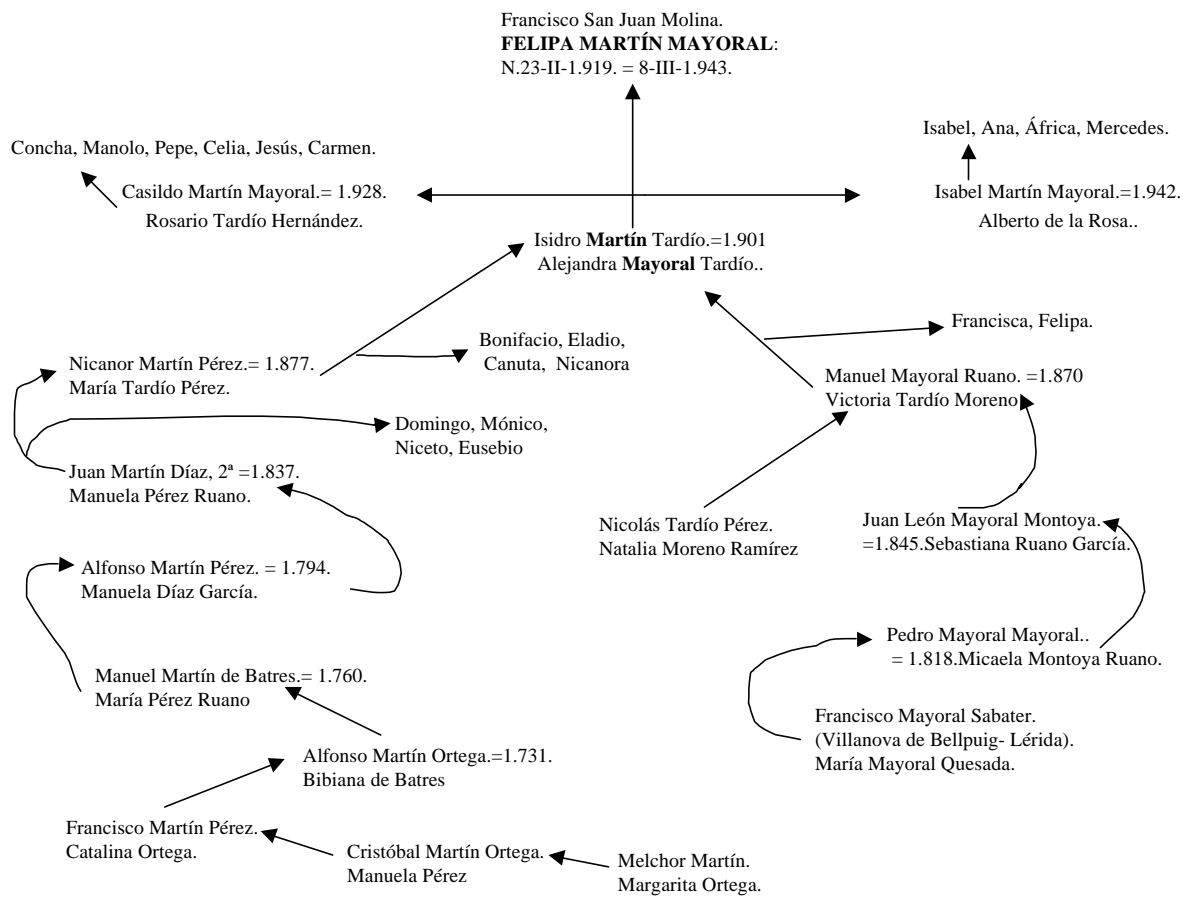 Francisco San Juan Molina.
FELIPA MARTÍN MAYORAL:
N.23-II-1.919. = 8-III-1.943.
Concha, Manolo, Pepe, Celia, Jesús, Carmen.
Casildo Martín Mayoral.= 1.928.
Rosario Tardío Hernández.
Isabel, Ana, África, Mercedes.
Isabel Martín Mayoral.=1.942.
Alberto de la Rosa..
Isidro Martín Tardío.=1.901
Alejandra Mayoral Tardío..
Nicanor Martín Pérez.= 1.877.
María Tardío Pérez.
Bonifacio, Eladio,
Canuta, Nicanora
Francisca, Felipa.
Manuel Mayoral Ruano. =1.870
Victoria Tardío Moreno
Domingo, Mónico,
Niceto, Eusebio
Juan Martín Díaz, 2ª =1.837.
Manuela Pérez Ruano.
Nicolás Tardío Pérez.
Natalia Moreno Ramírez
Juan León Mayoral Montoya.
=1.845.Sebastiana Ruano García.
Alfonso Martín Pérez. = 1.794.
Manuela Díaz García.
Pedro Mayoral Mayoral..
= 1.818.Micaela Montoya Ruano.
Manuel Martín de Batres.= 1.760.
María Pérez Ruano
Francisco Mayoral Sabater.
(Villanova de Bellpuig- Lérida).
María Mayoral Quesada.
Alfonso Martín Ortega.=1.731.
Bibiana de Batres
Francisco Martín Pérez.
Catalina Ortega.
Cristóbal Martín Ortega.
Manuela Pérez
Melchor Martín.
Margarita Ortega.